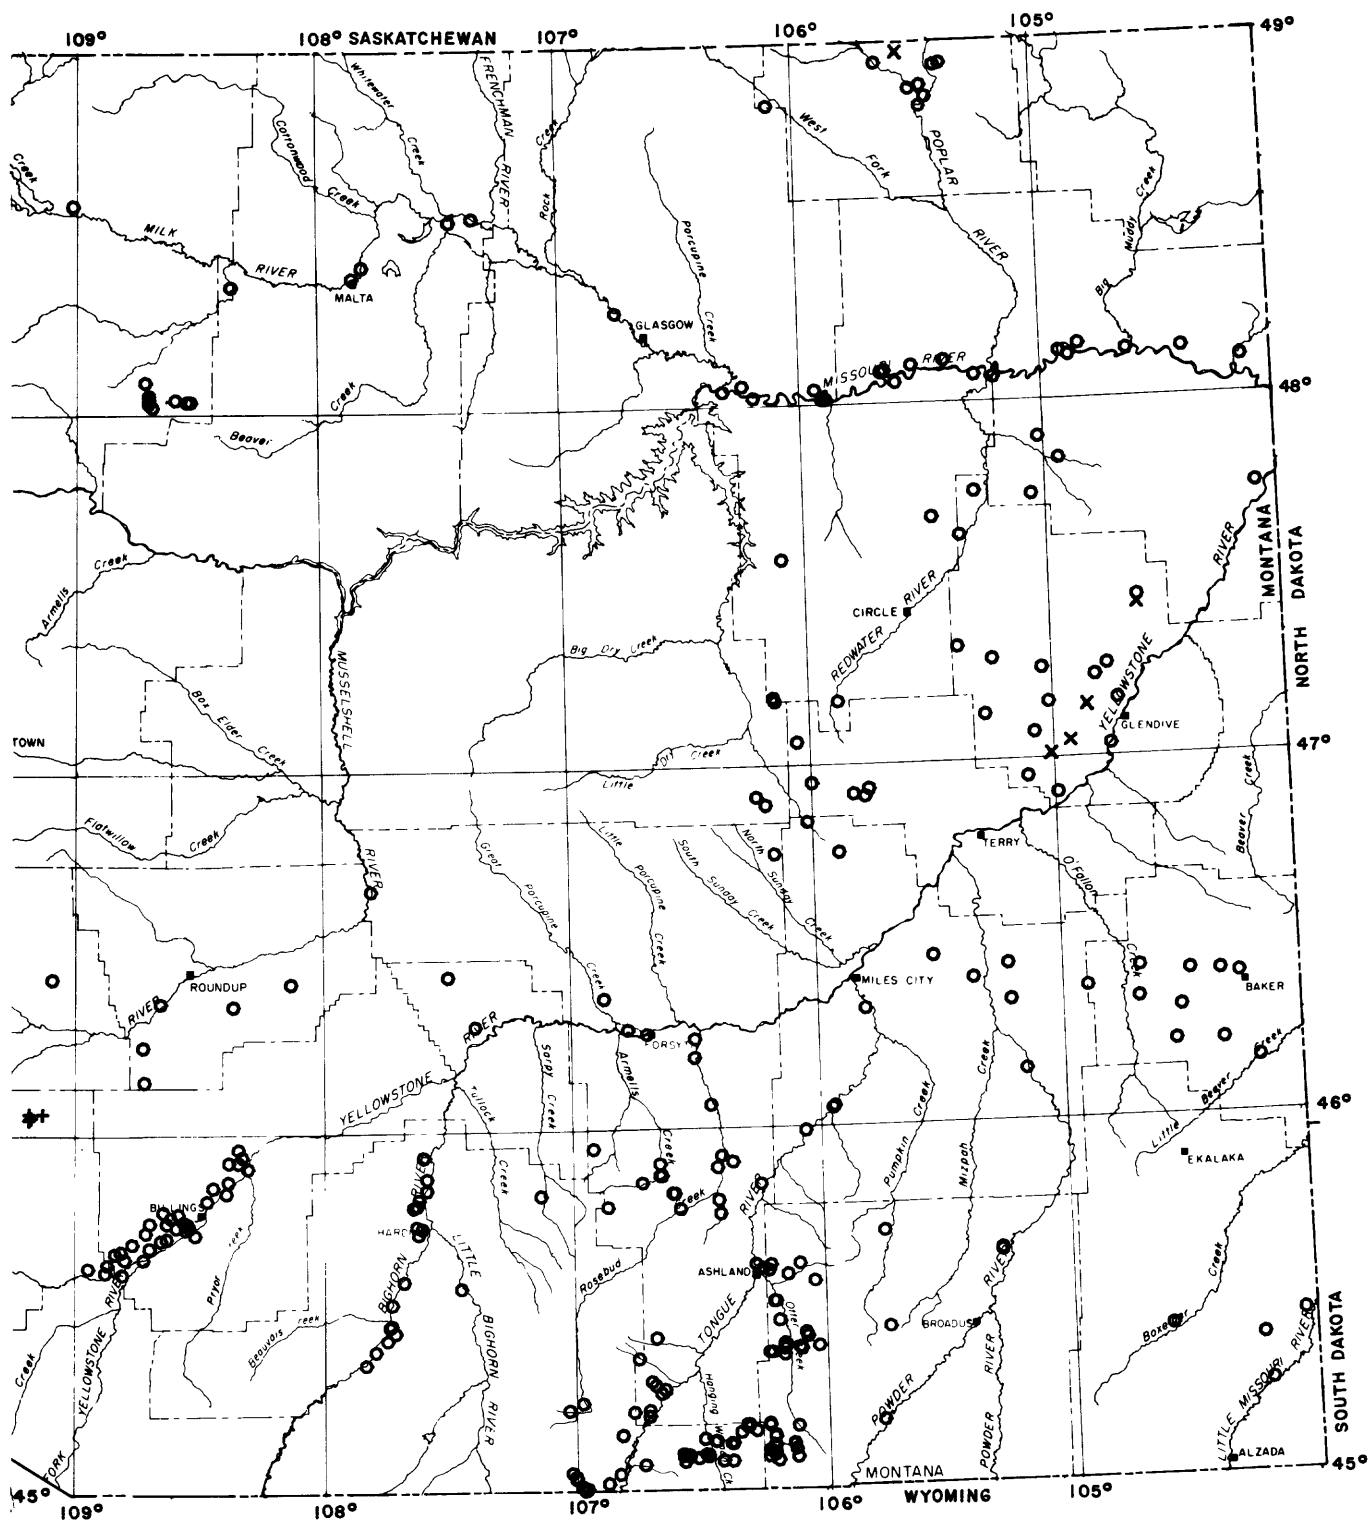 109°
108° SASKATCHEWAN
107°
106°
105°
49°
Whitewater
Creek
FRENCHMAN
RIVER
Cottonwood
Creek
Creek
Rock
Creek
West
Fork
POPLAR
RIVER
Porcupine
Creek
Big
Muddy
Creek
MILK
RIVER
MALTA
GLASGOW
MISSOURI
RIVER
48°
Beaver
Creek
MONTANA
NORTH DAKOTA
RIVER
Armells
Creek
CIRCLE
REDWATER
RIVER
Big Dry Creek
YELLOWSTONE
GLENDIVE
MUSSELSHELL
RIVER
Box Elder
Creek
TOWN
Little
Dry
Creek
47°
Flatwillow
Creek
Great
Porcupine
Creek
Little
Porcupine
Creek
South
Sunday
Creek
North
Sunday
Creek
TERRY
O'Fallon
Creek
Beaver
Creek
ROUNDUP
RIVER
MILES CITY
BAKER
RIVER
YELLOWSTONE
FORSYT
Sarpy
Creek
Armells
Creek
Tullock
Creek
Pumpkin
Creek
Mizpah
Creek
Little
Beaver
Creek
46°
EKALAKA
BILLINGS
Pryor
reek
RIVER
HARD
BIGHORN
LITTLE
BIGHORN
RIVER
Beauvais
reek
Rosebud
Creek
RIVER
ASHLAND
TONGUE
Otter
eek
BROADUS
RIVER
RIVER
POWDER
POWDER
Creek
Boxelder
LITTLE MISSOURI RIVER
SOUTH DAKOTA
ALZADA
Creek
YELLOWSTONE
RIVER
FORK
Hanging
Ck
MONTANA
WYOMING
45°
45°
109°
108°
107°
106°
105°